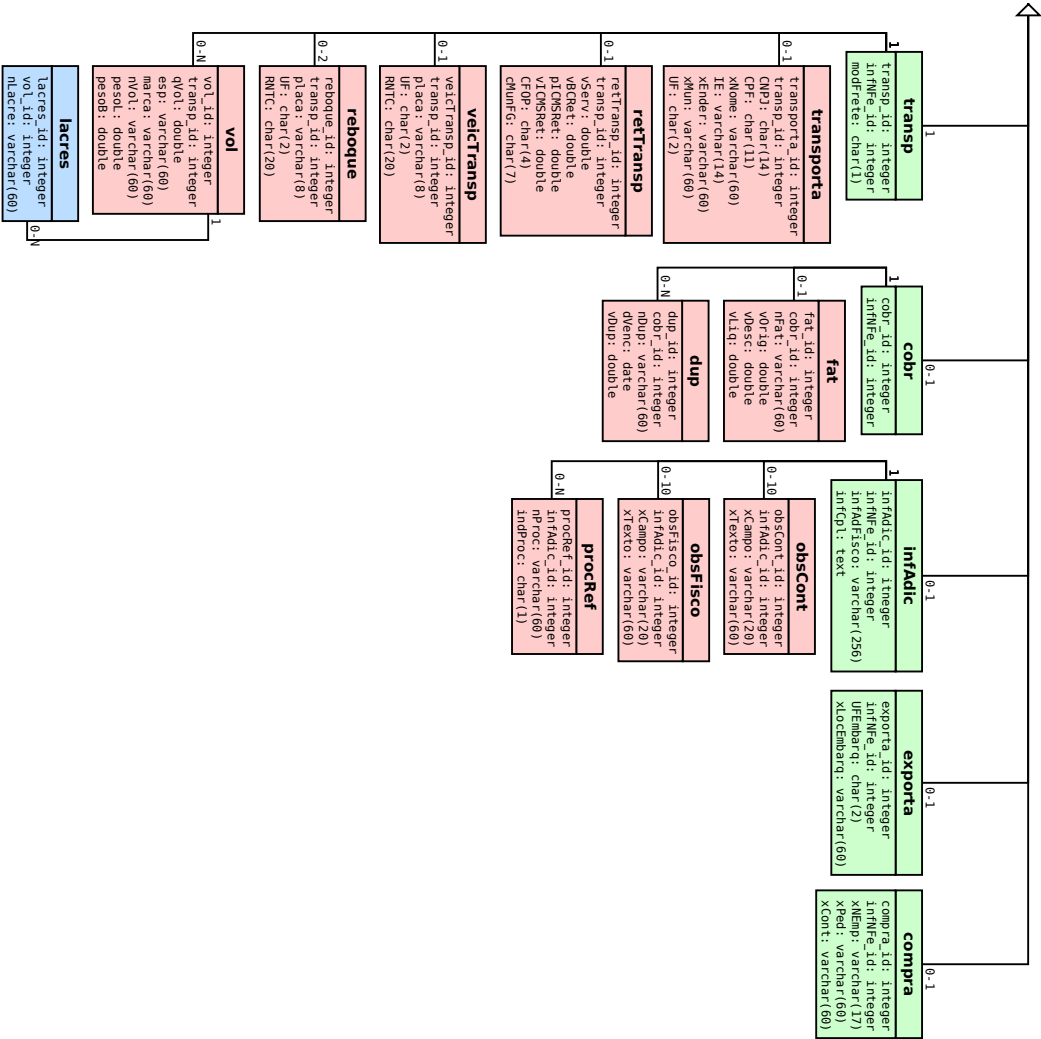 1
transp
transp_id: integer
infNFe_id: integer
modFrete: char(1)
1
0-1
transporta
transporta_id: integer
transp_id: integer
CNPJ: char(14)
CPF: char(11)
xNome: varchar(60)
IE: varchar(14)
xEnder: varchar(60)
xMun: varchar(60)
UF: char(2)
0-1
retTransp
retTransp_id: integer
transp_id: integer
vServ: double
vBCRet: double
pICMSRet: double
vICMSRet: double
CFOP: char(4)
cMunFG: char(7)
0-1
veicTransp
veicTransp_id: integer
transp_id: integer
placa: varchar(8)
UF: char(2)
RNTC: char(20)
0-2
reboque
reboque_id: integer
transp_id: integer
placa: varchar(8)
UF: char(2)
RNTC: char(20)
0-N
vol
vol_id: integer
transp_id: integer
qVol: double
esp: varchar(60)
marca: varchar(60)
nVol: varchar(60)
pesoL: double
pesoB: double
1
lacres
lacres_id: integer
vol_id: integer
nLacre: varchar(60)
0-N
0-1
cobr
cobr_id: integer
infNFe_id: integer
1
0-1
fat
fat_id: integer
cobr_id: integer
nFat: varchar(60)
vOrig: double
vDesc: double
vLiq: double
0-N
dup
dup_id: integer
cobr_id: integer
nDup: varchar(60)
dVenc: date
vDup: double
0-1
infAdic
infAdic_id: itneger
infNFe_id: integer
infAdFisco: varchar(256)
infCpl: text
1
0-10
obsCont
obsCont_id: integer
infAdic_id: integer
xCampo: varchar(20)
xTexto: varchar(60)
0-10
obsFisco
obsFisco_id: integer
infAdic_id: integer
xCampo: varchar(20)
xTexto: varchar(60)
0-N
procRef
procRef_id: integer
infAdic_id: integer
nProc: varchar(60)
indProc: char(1)
0-1
exporta
exporta_id: integer
infNFe_id: integer
UFEmbarq: char(2)
xLocEmbarq: varchar(60)
0-1
compra
compra_id: integer
infNFe_id: integer
xNEmp: varchar(17)
xPed: varchar(60)
xCont: varchar(60)